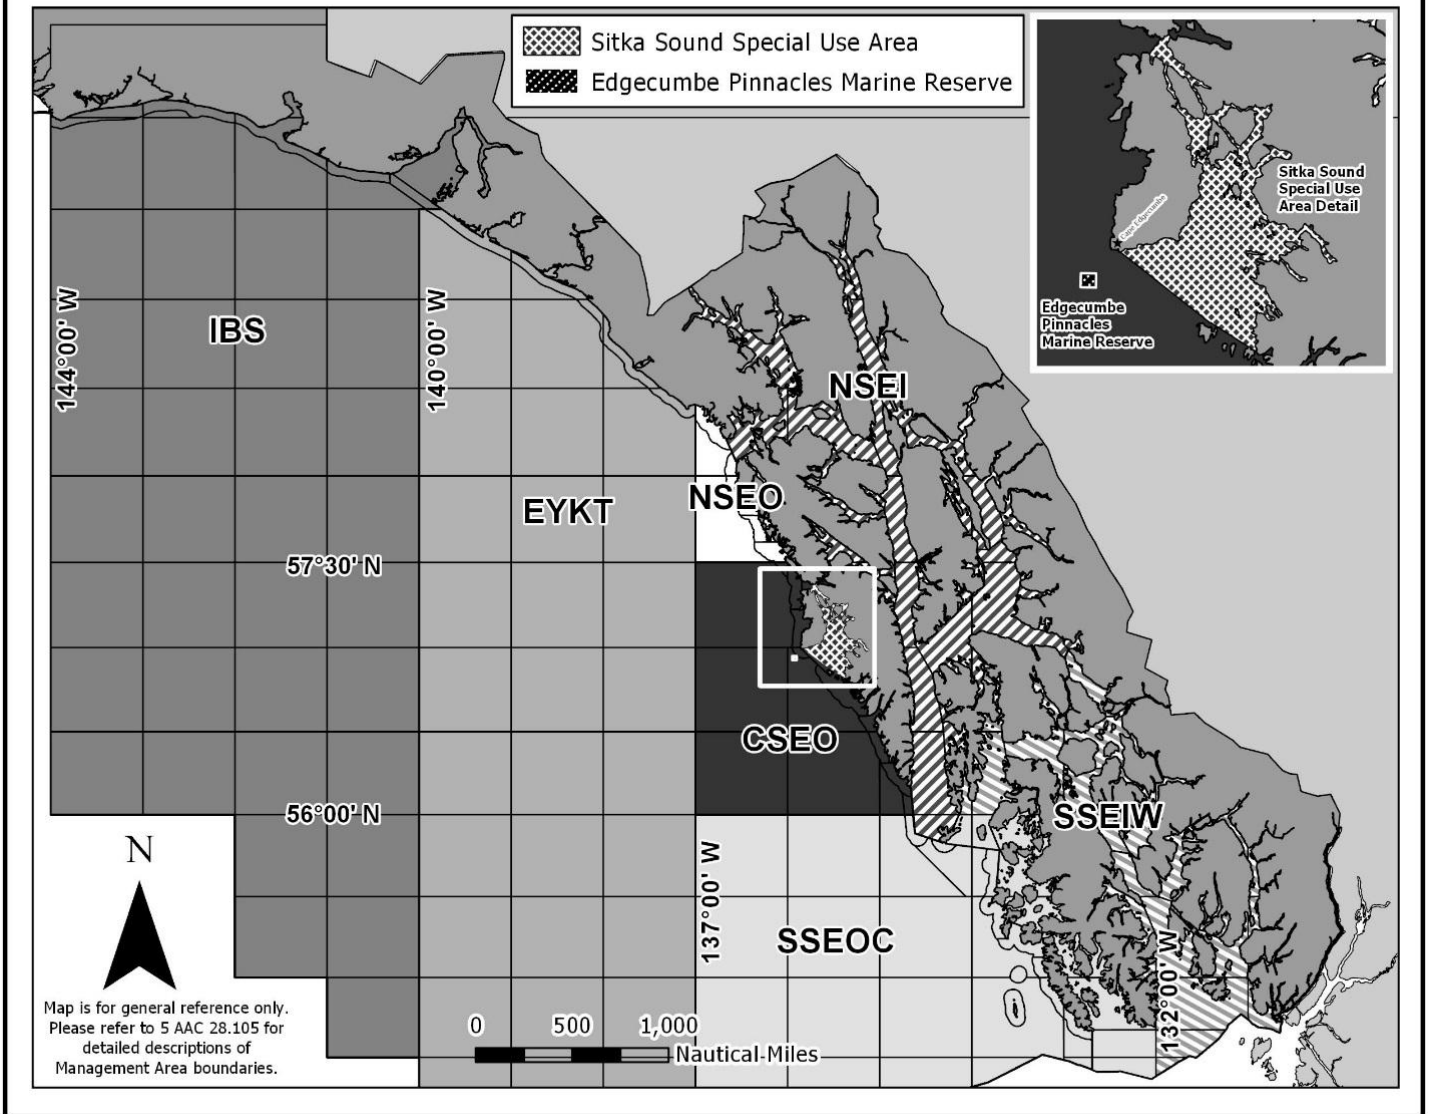 Sitka Sound Special Use Area
Edgecumbe Pinnacles Marine Reserve
Sitka Sound
Special Use
Area Detail
Cape Edgecumbe
Edgecumbe
Pinnacles
Marine Reserve
144°00' W
IBS
140°00' W
NSEI
EYKT
NSEO
57°30' N
CSEO
56°00' N
SSEIW
137°00' W
SSEOC
132°00' W
N
Map is for general reference only.
Please refer to 5 AAC 28.105 for
detailed descriptions of
Management Area boundaries.
0 500 1,000
Nautical Miles